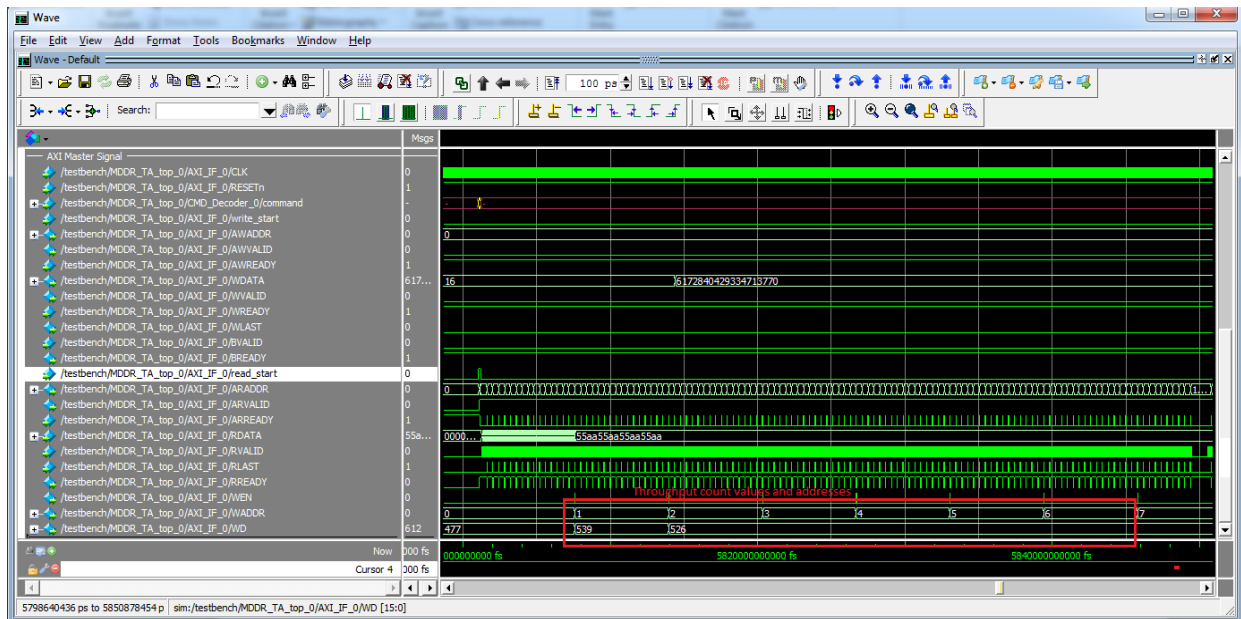 Wave
File Edit View Add Format Tools Bookmarks Window Help
Wave - Default
100 ps
Search:
Msgs
AXI Master Signal
/testbench/MDDR_TA_top_0/AXI_IF_0/CLK 0
/testbench/MDDR_TA_top_0/AXI_IF_0/RESETn 1
/testbench/MDDR_TA_top_0/CMD_Decoder_0/command - -
/testbench/MDDR_TA_top_0/AXI_IF_0/write_start 0
/testbench/MDDR_TA_top_0/AXI_IF_0/AWADDR 0 0
/testbench/MDDR_TA_top_0/AXI_IF_0/AWVALID 0
/testbench/MDDR_TA_top_0/AXI_IF_0/AWREADY 1
/testbench/MDDR_TA_top_0/AXI_IF_0/WDATA 617... 16 6172840429334713770
/testbench/MDDR_TA_top_0/AXI_IF_0/WVALID 0
/testbench/MDDR_TA_top_0/AXI_IF_0/WREADY 1
/testbench/MDDR_TA_top_0/AXI_IF_0/WLAST 0
/testbench/MDDR_TA_top_0/AXI_IF_0/BVALID 0
/testbench/MDDR_TA_top_0/AXI_IF_0/BREADY 1
/testbench/MDDR_TA_top_0/AXI_IF_0/read_start 0
/testbench/MDDR_TA_top_0/AXI_IF_0/ARADDR 0 0 1...
/testbench/MDDR_TA_top_0/AXI_IF_0/ARVALID 0
/testbench/MDDR_TA_top_0/AXI_IF_0/ARREADY 1
/testbench/MDDR_TA_top_0/AXI_IF_0/RDATA 55a... 0000... 55aa55aa55aa55aa
/testbench/MDDR_TA_top_0/AXI_IF_0/RVALID 0
/testbench/MDDR_TA_top_0/AXI_IF_0/RLAST 1
/testbench/MDDR_TA_top_0/AXI_IF_0/RREADY 0
Throughput count values and addresses
/testbench/MDDR_TA_top_0/AXI_IF_0/WEN 0
/testbench/MDDR_TA_top_0/AXI_IF_0/WADDR 0 0 1 2 3 4 5 6 7
/testbench/MDDR_TA_top_0/AXI_IF_0/WD 612 477 539 526
Now 000 fs 000000000 fs 5820000000000 fs 5840000000000 fs
Cursor 4 000 fs
5798640436 ps to 5850878454 p sim:/testbench/MDDR_TA_top_0/AXI_IF_0/WD [15:0]